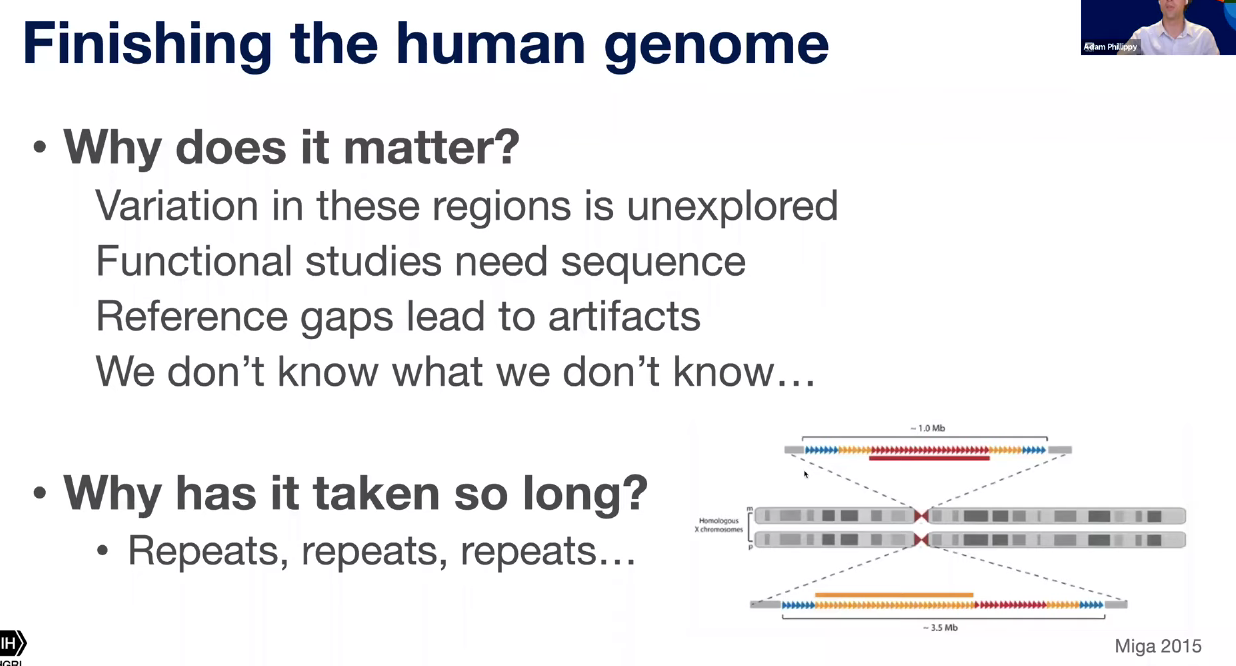 Finishing the human genome
Adam Phillippy
• Why does it matter?
Variation in these regions is unexplored
Functional studies need sequence
Reference gaps lead to artifacts
We don’t know what we don’t know…
• Why has it taken so long?
• Repeats, repeats, repeats…
~ 1.0 Mb
m
Homologous
X chromosomes
p
~ 3.5 Mb
Miga 2015
IH
HGRI